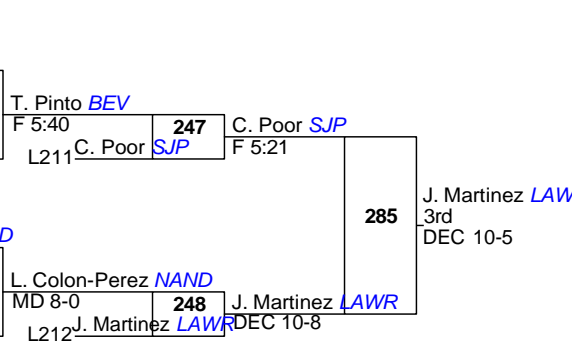 T. Pinto BEV
F 5:40
247
C. Poor SJP
L211
C. Poor SJP
F 5:21
J. Martinez LAW
285
3rd
DEC 10-5
D
L. Colon-Perez NAND
MD 8-0
248
J. Martinez LAWR
L212
J. Martinez LAWR
DEC 10-8